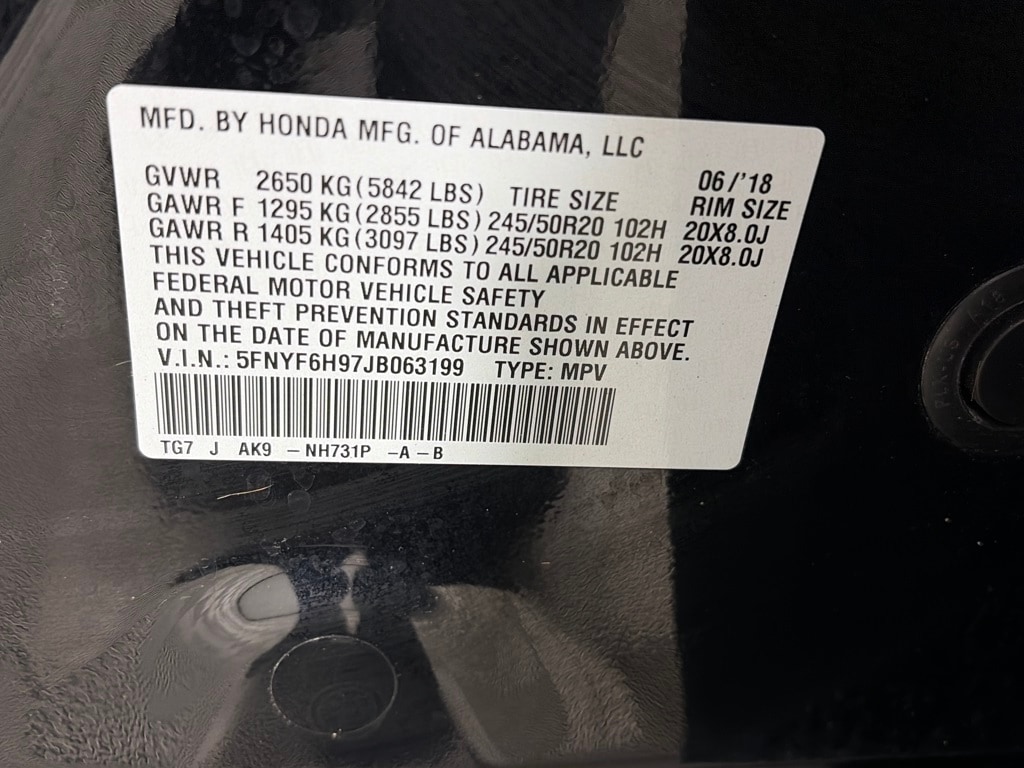 MFD. BY HONDA MFG. OF ALABAMA, LLC
GVWR 2650 KG (5842 LBS) TIRE SIZE 06/'18
RIM SIZE
GAWR F 1295 KG (2855 LBS) 245/50R20 102H 20X8.0J
GAWR R 1405 KG (3097 LBS) 245/50R20 102H 20X8.0J
THIS VEHICLE CONFORMS TO ALL APPLICABLE
FEDERAL MOTOR VEHICLE SAFETY
AND THEFT PREVENTION STANDARDS IN EFFECT
ON THE DATE OF MANUFACTURE SHOWN ABOVE.
V.I.N.: 5FNYF6H97JB063199 TYPE: MPV
TG7 J AK9 – NH731P – A – B